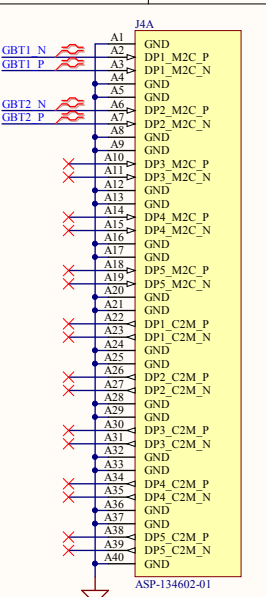 J4A
A1 GND
GBT1_N A2 DP1_M2C_P
GBT1_P A3 DP1_M2C_N
A4 GND
A5 GND
GBT2_N A6 DP2_M2C_P
GBT2_P A7 DP2_M2C_N
A8 GND
A9 GND
A10 DP3_M2C_P
A11 DP3_M2C_N
A12 GND
A13 GND
A14 DP4_M2C_P
A15 DP4_M2C_N
A16 GND
A17 GND
A18 DP5_M2C_P
A19 DP5_M2C_N
A20 GND
A21 GND
A22 DP1_C2M_P
A23 DP1_C2M_N
A24 GND
A25 GND
A26 DP2_C2M_P
A27 DP2_C2M_N
A28 GND
A29 GND
A30 DP3_C2M_P
A31 DP3_C2M_N
A32 GND
A33 GND
A34 DP4_C2M_P
A35 DP4_C2M_N
A36 GND
A37 GND
A38 DP5_C2M_P
A39 DP5_C2M_N
A40 GND
ASP-134602-01